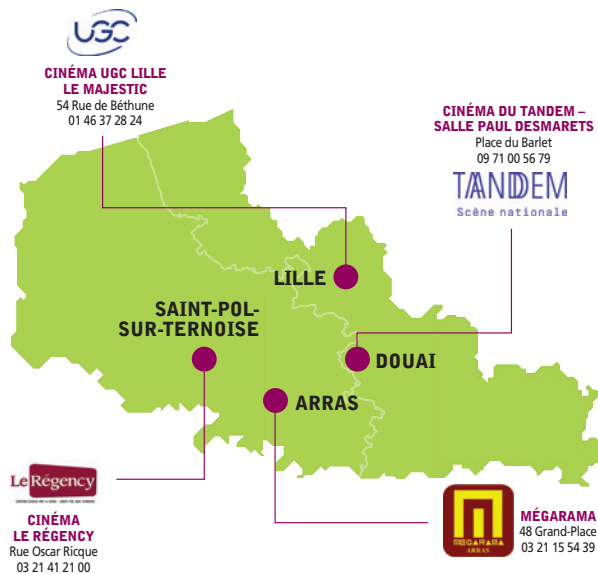 UGC
CINÉMA UGC LILLE
LE MAJESTIC
54 Rue de Béthune
01 46 37 28 24
CINÉMA DU TANDEM –
SALLE PAUL DESMARETS
Place du Barlet
09 71 00 56 79
TANDEM
Scène nationale
LILLE
SAINT-POL-
SUR-TERNOISE
DOUAI
ARRAS
Le Régency
CINÉMA
LE RÉGENCY
Rue Oscar Ricque
03 21 41 21 00
MEGARAMA
ARRAS
MÉGARAMA
48 Grand-Place
03 21 15 54 39